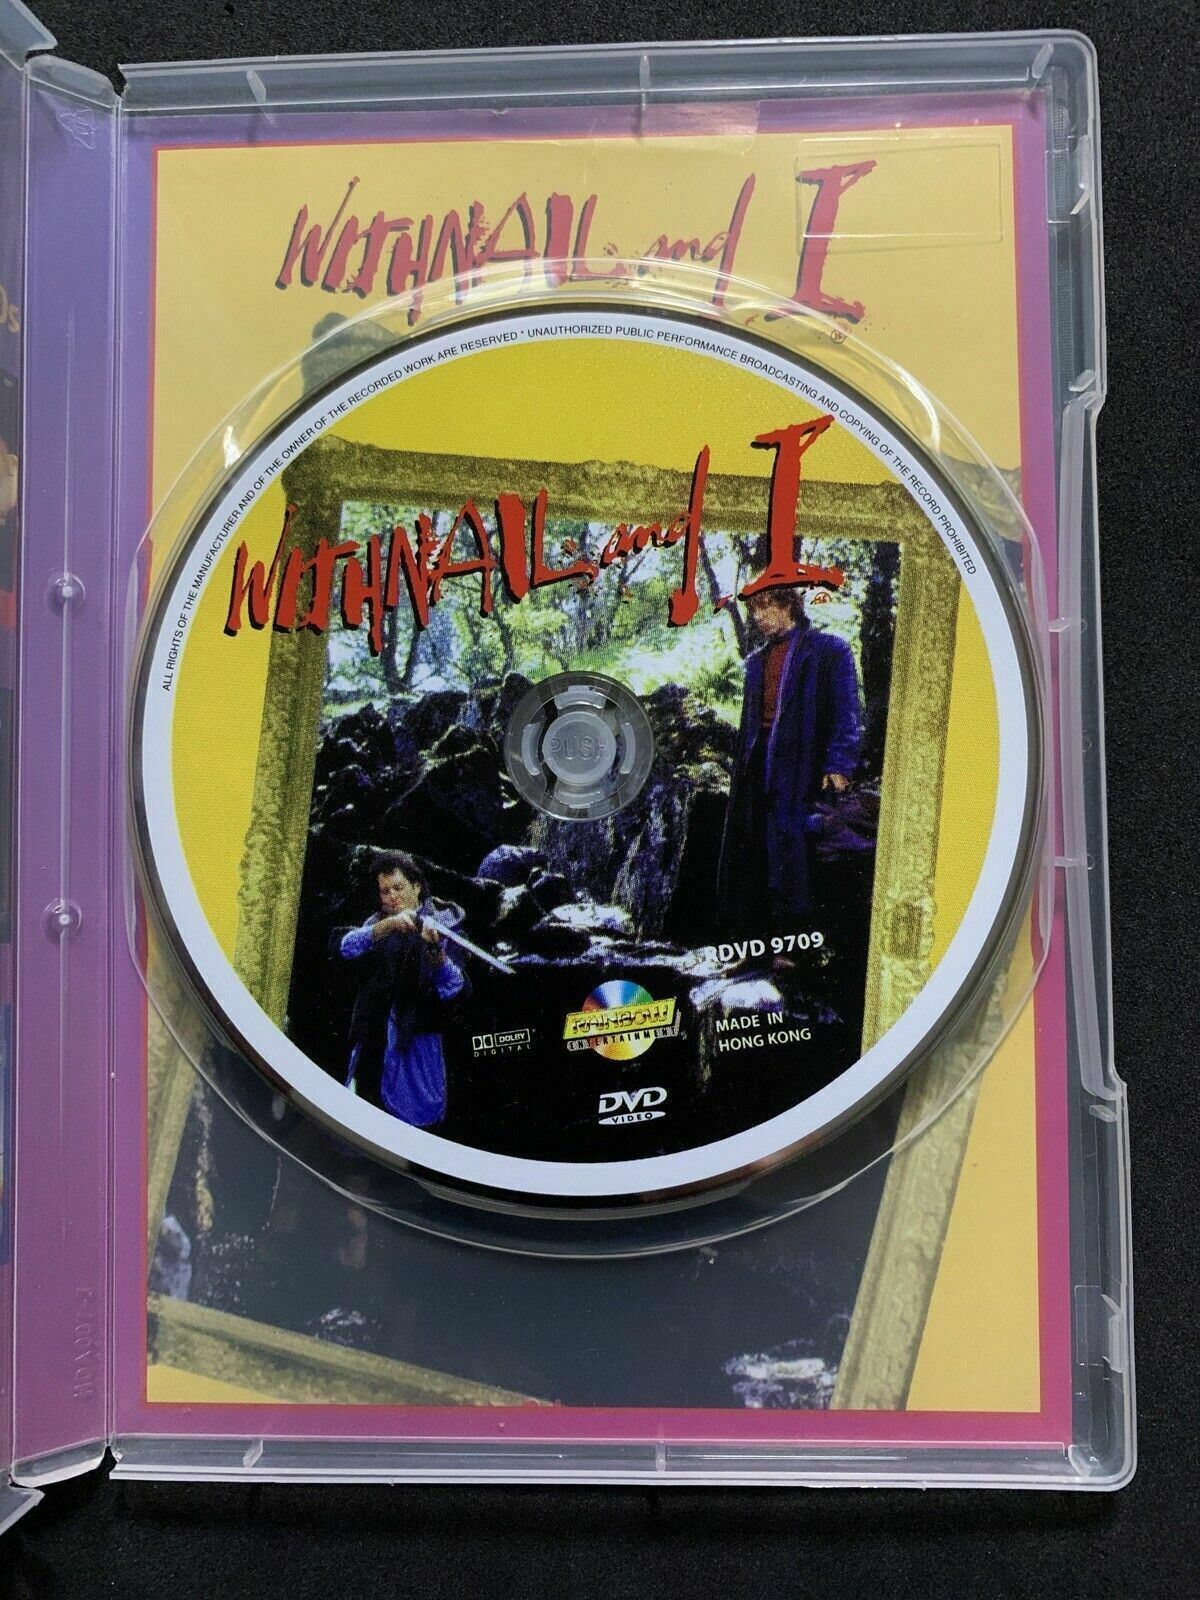 WITHNAIL and I
ALL RIGHTS OF THE MANUFACTURER AND OF THE OWNER OF THE RECORDED WORK ARE RESERVED * UNAUTHORIZED PUBLIC PERFORMANCE BROADCASTING AND COPYING OF THE RECORD PROHIBITED
WITHNAIL and I
PUSH
RDVD 9709
RAINBOW
ENTERTAINMENT
MADE IN
HONG KONG
DOLBY
DIGITAL
DVD
VIDEO